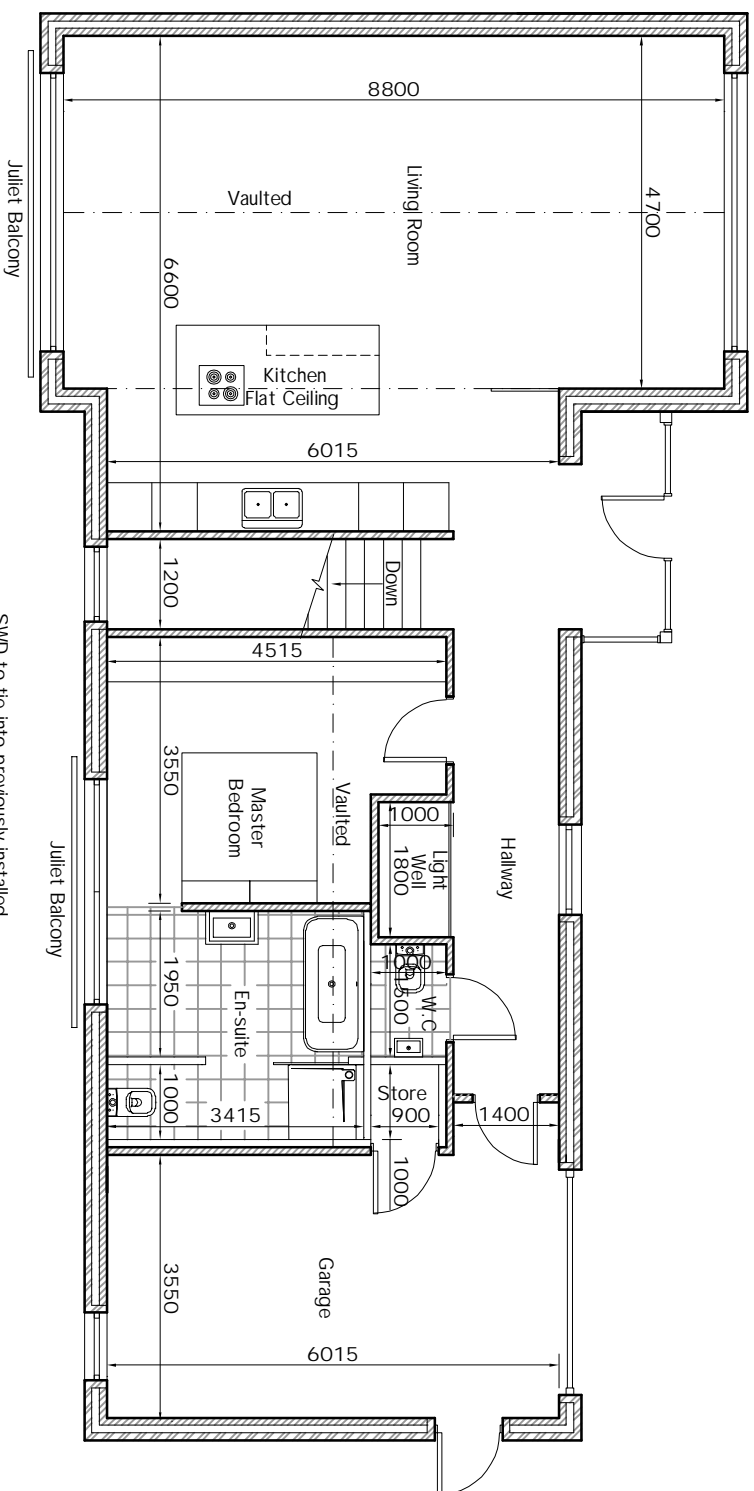 8800
4700
Living Room
Vaulted
Juliet Balcony
6600
Kitchen
Flat Ceiling
6015
1200
Down
4515
3550
Master
Bedroom
Vaulted
1000
Light
Well
1800
Hallway
Juliet Balcony
1950
En-suite
W.C
1000
3415
Store
900
1000
1400
Garage
3550
6015